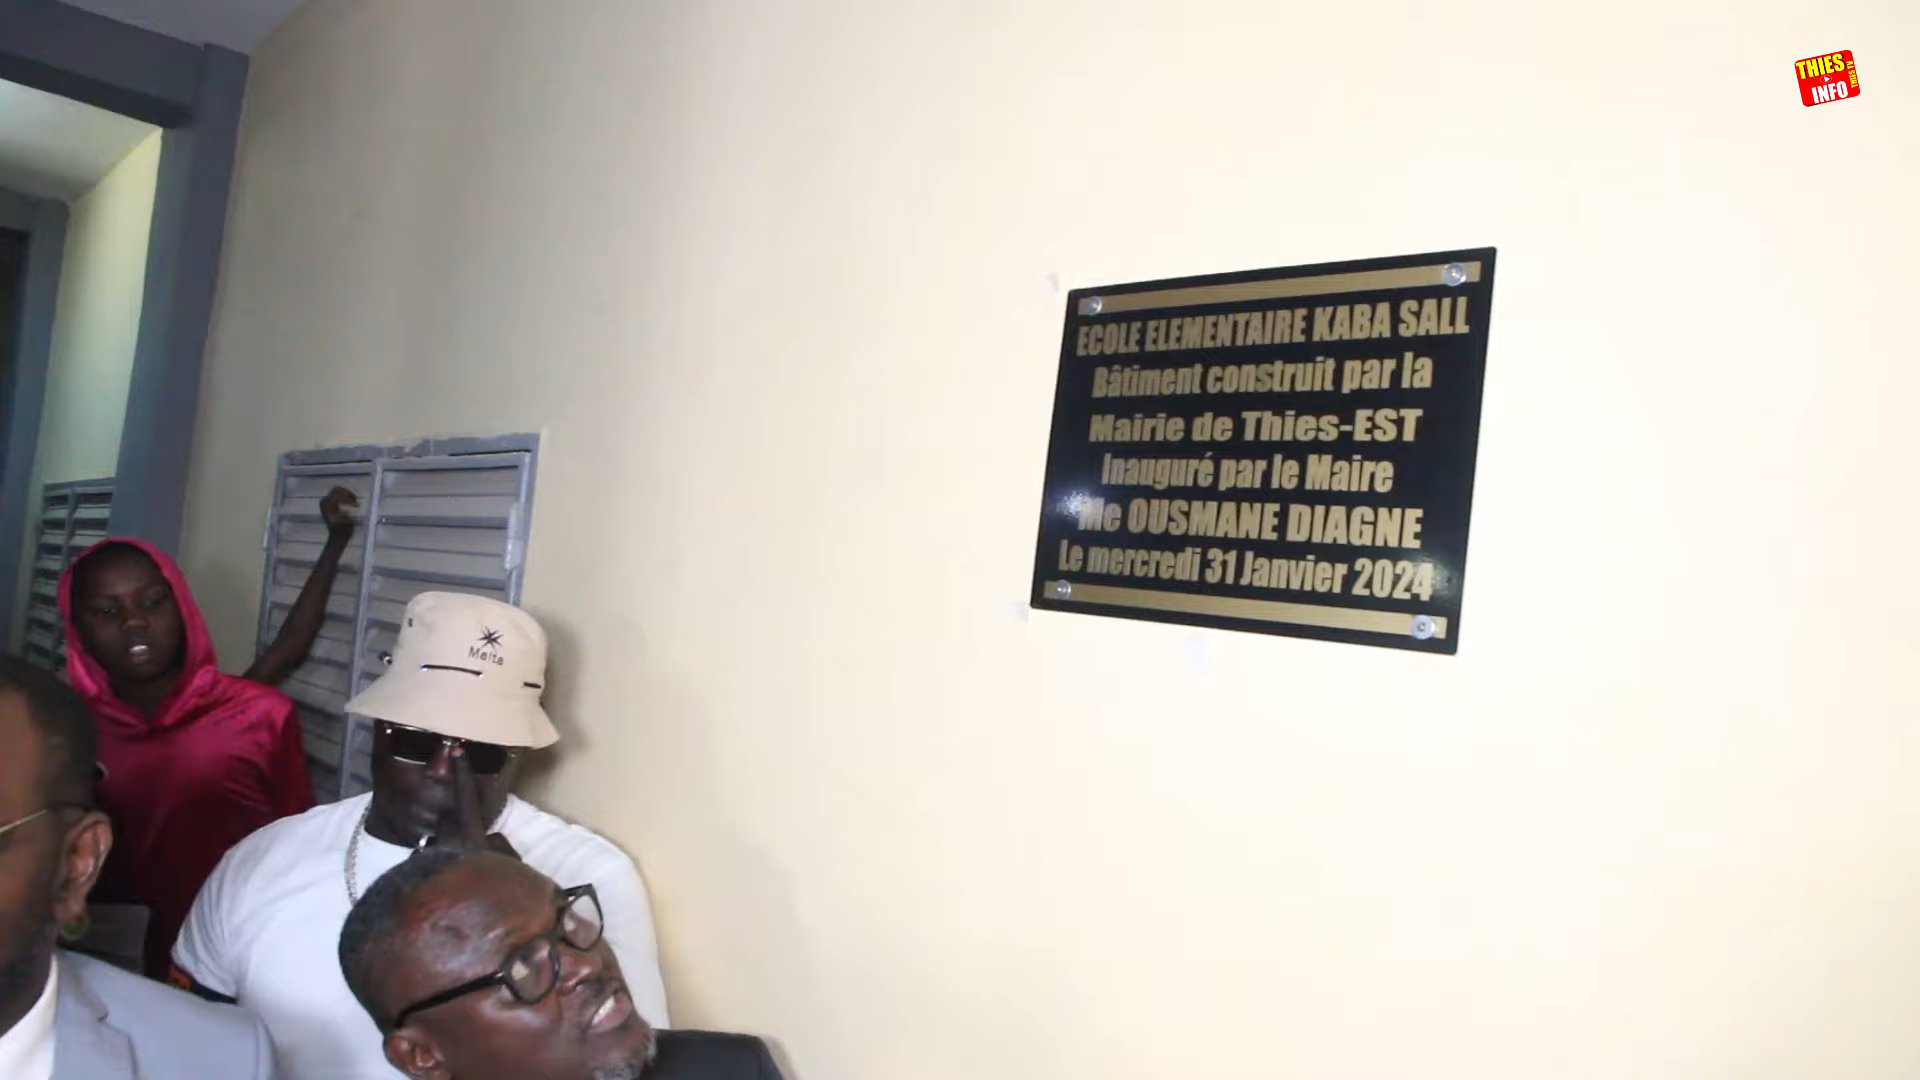 THIES
INFO
ECOLE ELEMENTAIRE KABA SALL
Bâtiment construit par la
Mairie de Thies-EST
Inauguré par le Maire
Me OUSMANE DIAGNE
Le mercredi 31 Janvier 2024
Malta